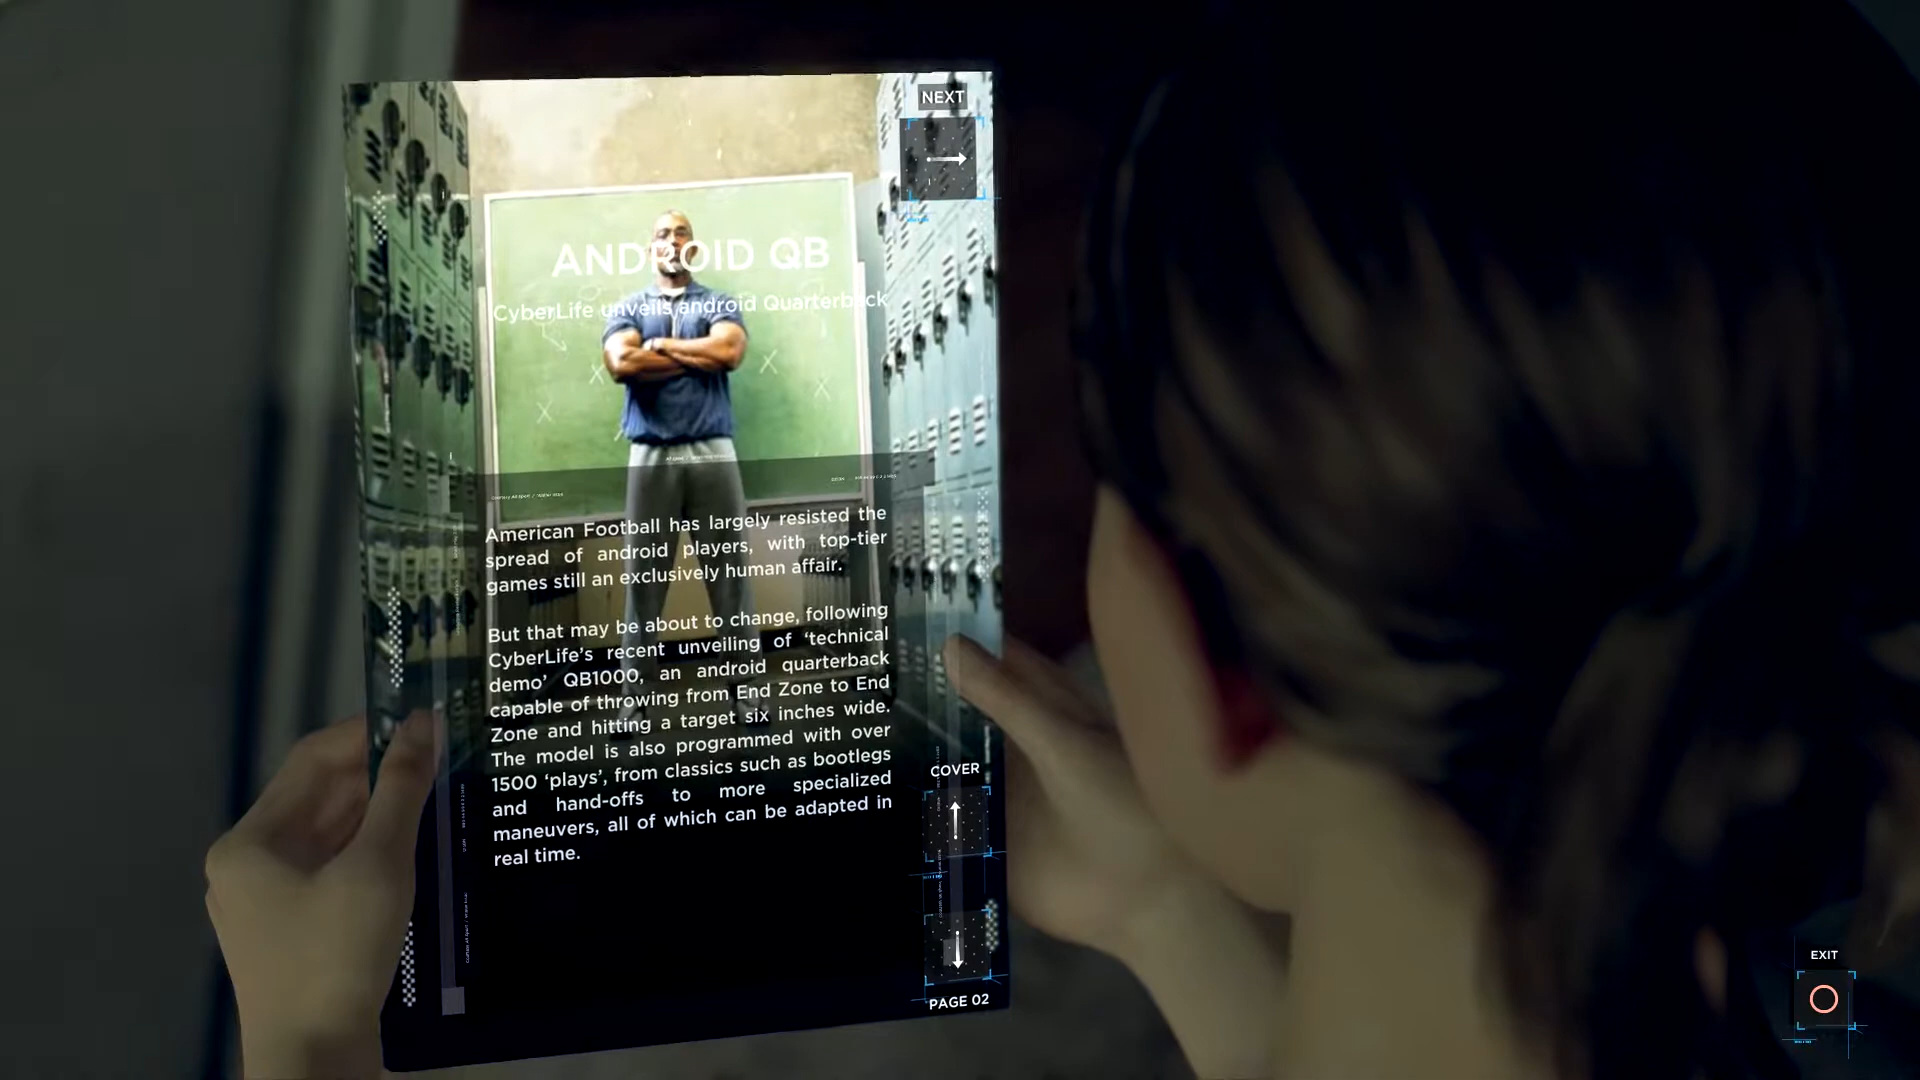 NEXT
ANDROID QB
CyberLife unveils android Quarterback
American Football has largely resisted the
spread of android players, with top-tier
games still an exclusively human affair.
But that may be about to change, following
CyberLife's recent unveiling of ‘technical
demo’ QB1000, an android quarterback
capable of throwing from End Zone to End
Zone and hitting a target six inches wide.
The model is also programmed with over
1500 ‘plays’, from classics such as bootlegs
and hand-offs to more specialized
maneuvers, all of which can be adapted in
real time.
COVER
PAGE 02
EXIT